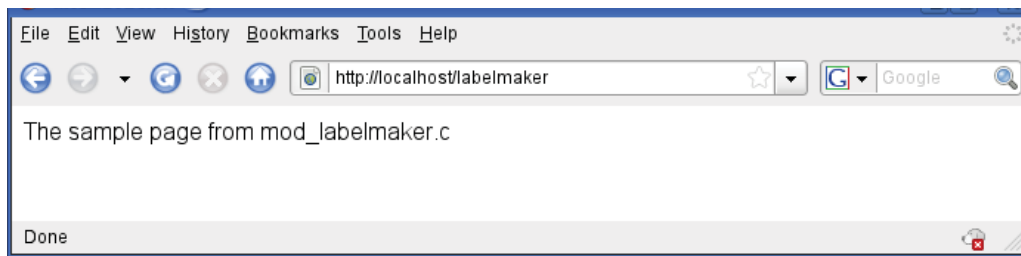 File Edit View History Bookmarks Tools Help
http://localhost/labelmaker G Google
The sample page from mod_labelmaker.c
Done